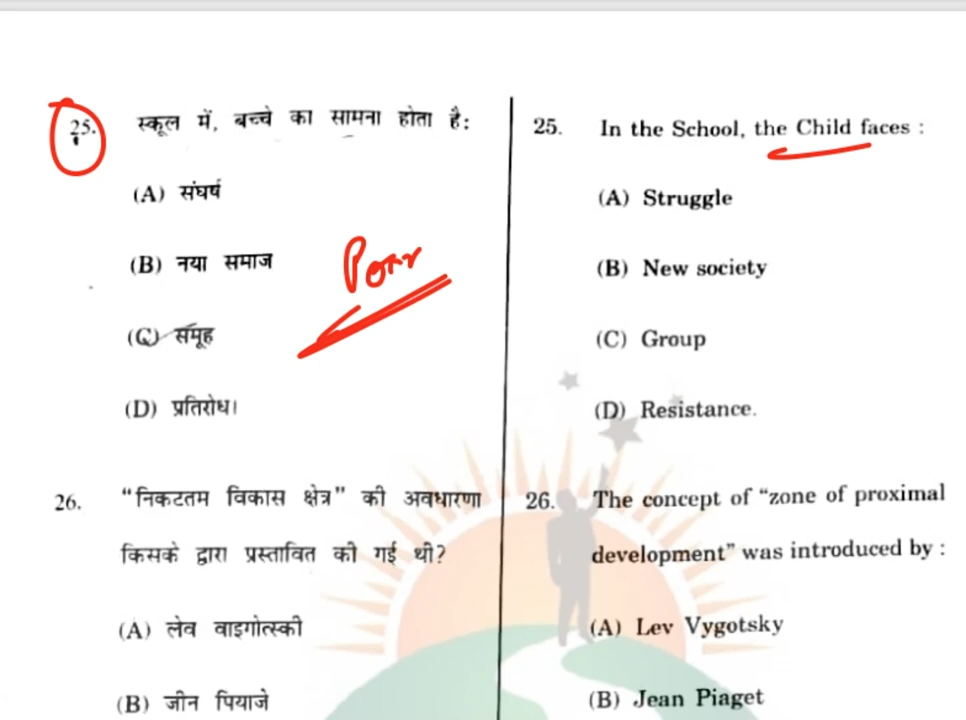 25. स्कूल में, बच्चे का सामना होता है:
(A) संघर्ष
(B) नया समाज
(C) समूह
(D) प्रतिरोध।
26. "निकटतम विकास क्षेत्र" की अवधारणा
किसके द्वारा प्रस्तावित की गई थी?
(A) लेव वाइगोत्स्की
(B) जीन पियाजे
25. In the School, the Child faces :
(A) Struggle
(B) New society
(C) Group
(D) Resistance.
26. The concept of "zone of proximal
development" was introduced by :
(A) Lev Vygotsky
(B) Jean Piaget